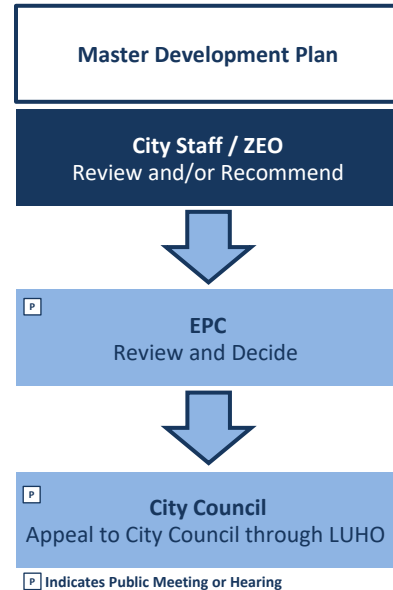 Master Development Plan
City Staff / ZEO
Review and/or Recommend
P
EPC
Review and Decide
P
City Council
Appeal to City Council through LUHO
P Indicates Public Meeting or Hearing